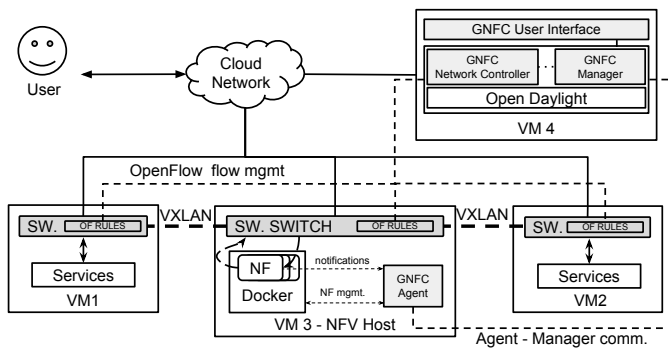 GNFC User Interface
GNFC
Network Controller
GNFC
Manager
Open Daylight
VM 4
User
Cloud
Network
OpenFlow flow mgmt
SW.
OF RULES
VXLAN
SW. SWITCH
OF RULES
VXLAN
SW.
OF RULES
Services
VM1
NF
Docker
notifications
NF mgmt.
GNFC
Agent
VM 3 - NFV Host
Services
VM2
Agent - Manager comm.